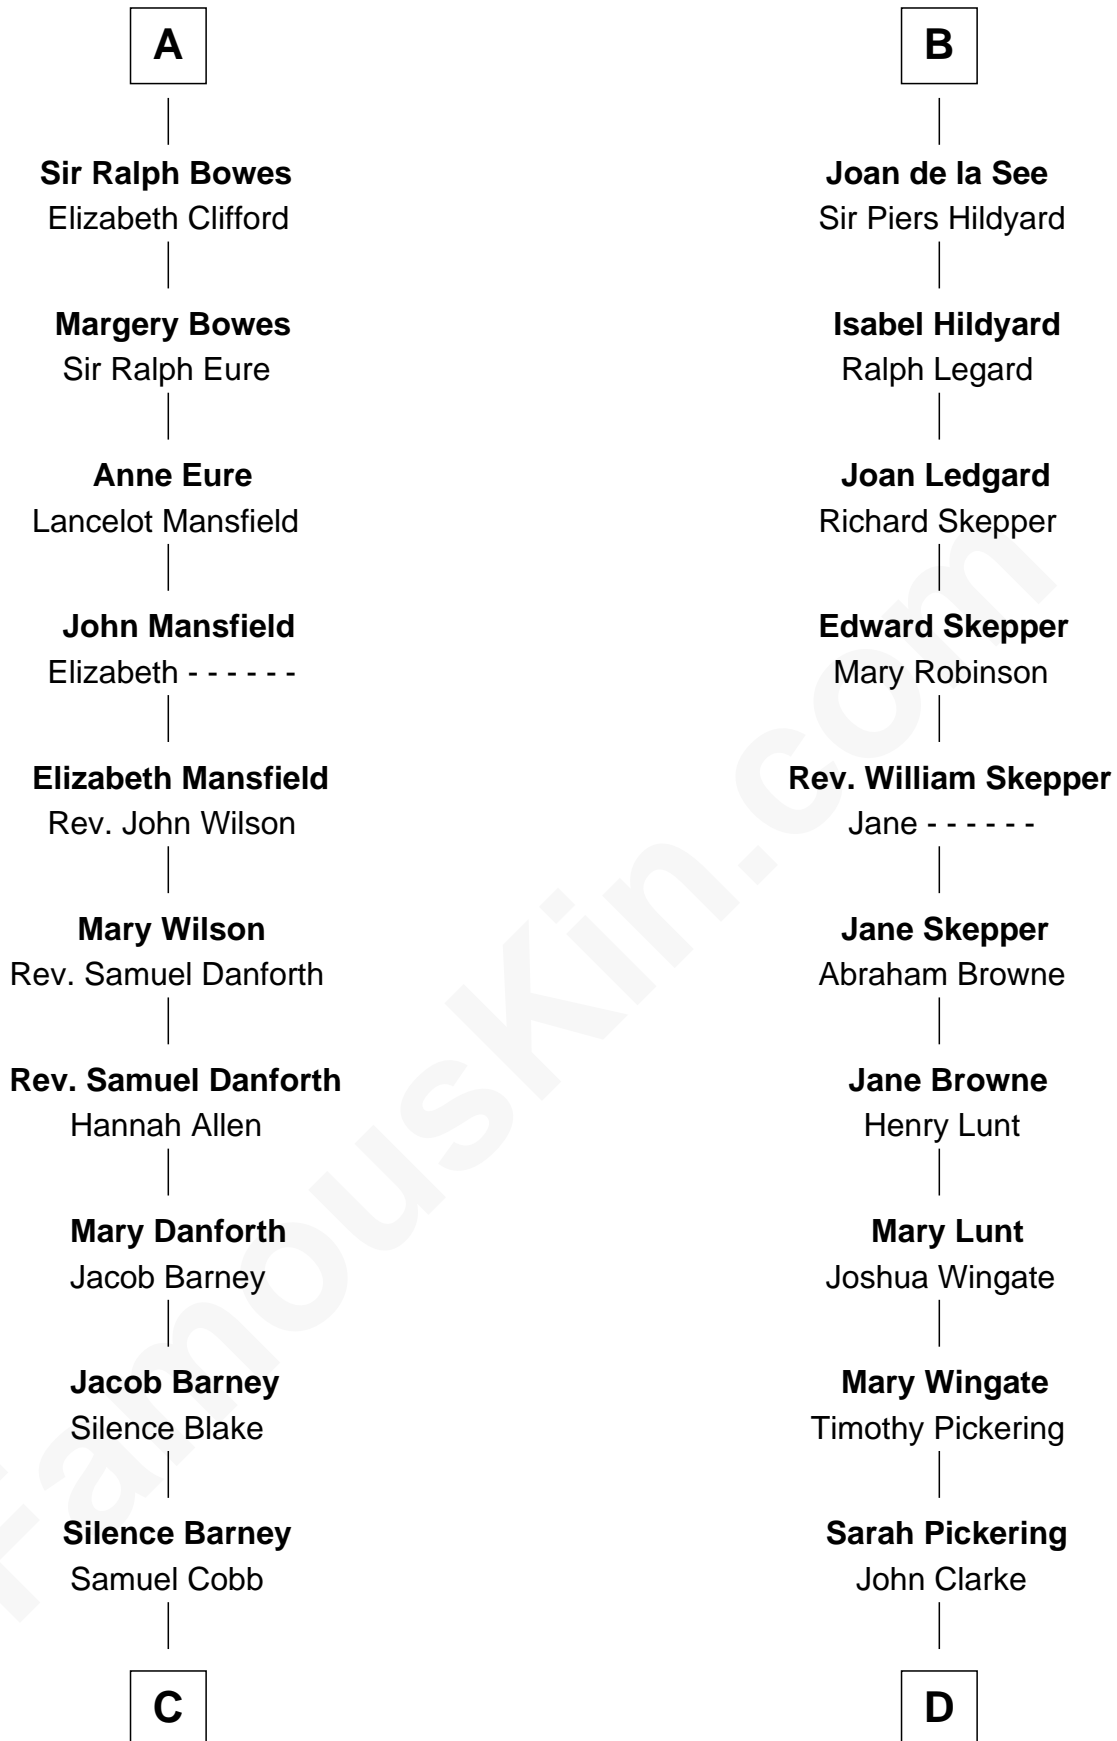 A
Sir Ralph Bowes
Elizabeth Clifford
Margery Bowes
Sir Ralph Eure
Anne Eure
Lancelot Mansfield
John Mansfield
Elizabeth - - - - - -
Elizabeth Mansfield
Rev. John Wilson
Mary Wilson
Rev. Samuel Danforth
Rev. Samuel Danforth
Hannah Allen
Mary Danforth
Jacob Barney
Jacob Barney
Silence Blake
Silence Barney
Samuel Cobb
C
B
Joan de la See
Sir Piers Hildyard
Isabel Hildyard
Ralph Legard
Joan Ledgard
Richard Skepper
Edward Skepper
Mary Robinson
Rev. William Skepper
Jane - - - - - -
Jane Skepper
Abraham Browne
Jane Browne
Henry Lunt
Mary Lunt
Joshua Wingate
Mary Wingate
Timothy Pickering
Sarah Pickering
John Clarke
D
FamousKin.com